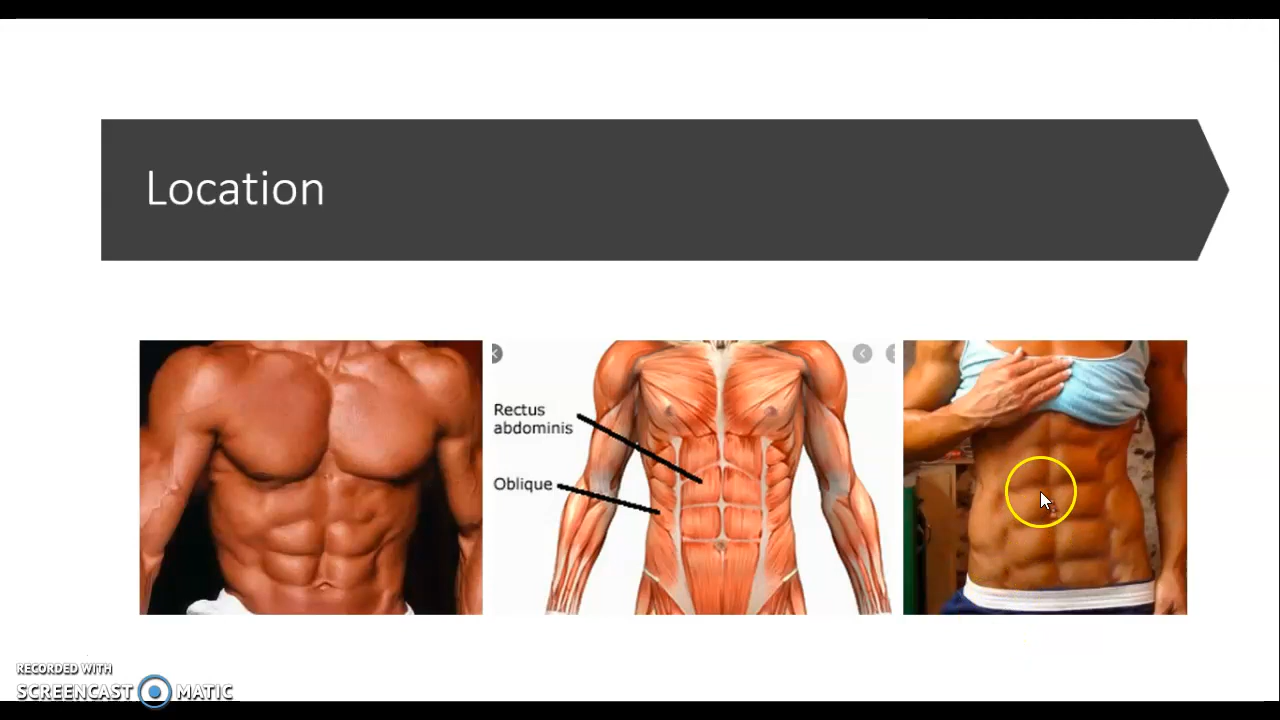 Location
Rectus
abdominis
Oblique
RECORDED WITH
SCREENCAST MATIC